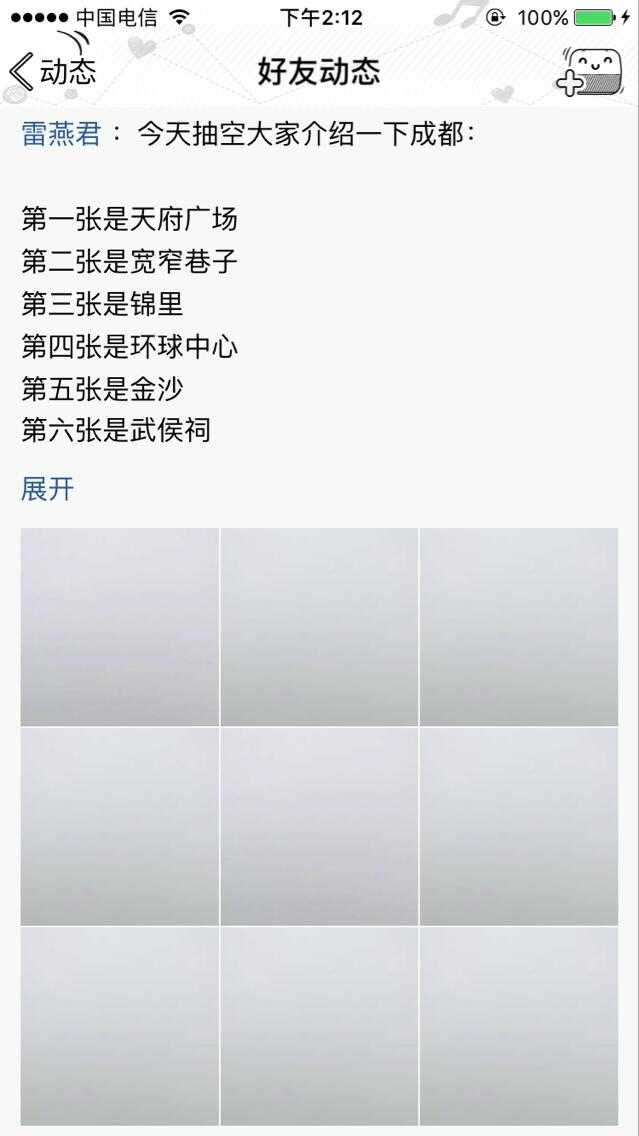 中国电信 下午2:12 100%
动态 好友动态
雷燕君：今天抽空大家介绍一下成都：
第一张是天府广场
第二张是宽窄巷子
第三张是锦里
第四张是环球中心
第五张是金沙
第六张是武侯祠
展开